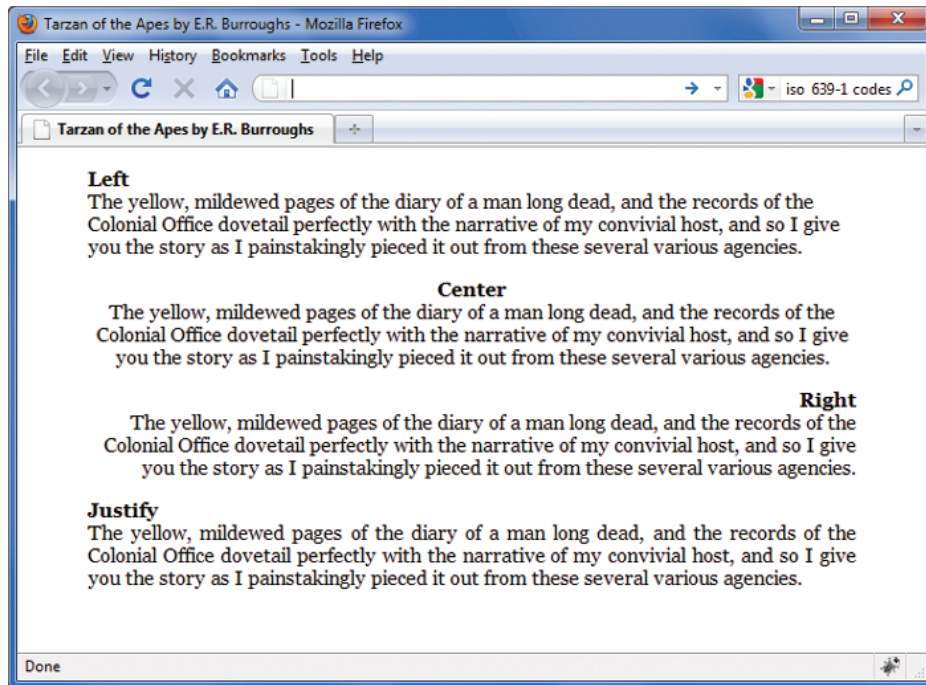 Tarzan of the Apes by E.R. Burroughs - Mozilla Firefox
File Edit View History Bookmarks Tools Help
iso 639-1 codes
Tarzan of the Apes by E.R. Burroughs
Left
The yellow, mildewed pages of the diary of a man long dead, and the records of the
Colonial Office dovetail perfectly with the narrative of my convivial host, and so I give
you the story as I painstakingly pieced it out from these several various agencies.
Center
The yellow, mildewed pages of the diary of a man long dead, and the records of the
Colonial Office dovetail perfectly with the narrative of my convivial host, and so I give
you the story as I painstakingly pieced it out from these several various agencies.
Right
The yellow, mildewed pages of the diary of a man long dead, and the records of the
Colonial Office dovetail perfectly with the narrative of my convivial host, and so I give
you the story as I painstakingly pieced it out from these several various agencies.
Justify
The yellow, mildewed pages of the diary of a man long dead, and the records of the
Colonial Office dovetail perfectly with the narrative of my convivial host, and so I give
you the story as I painstakingly pieced it out from these several various agencies.
Done